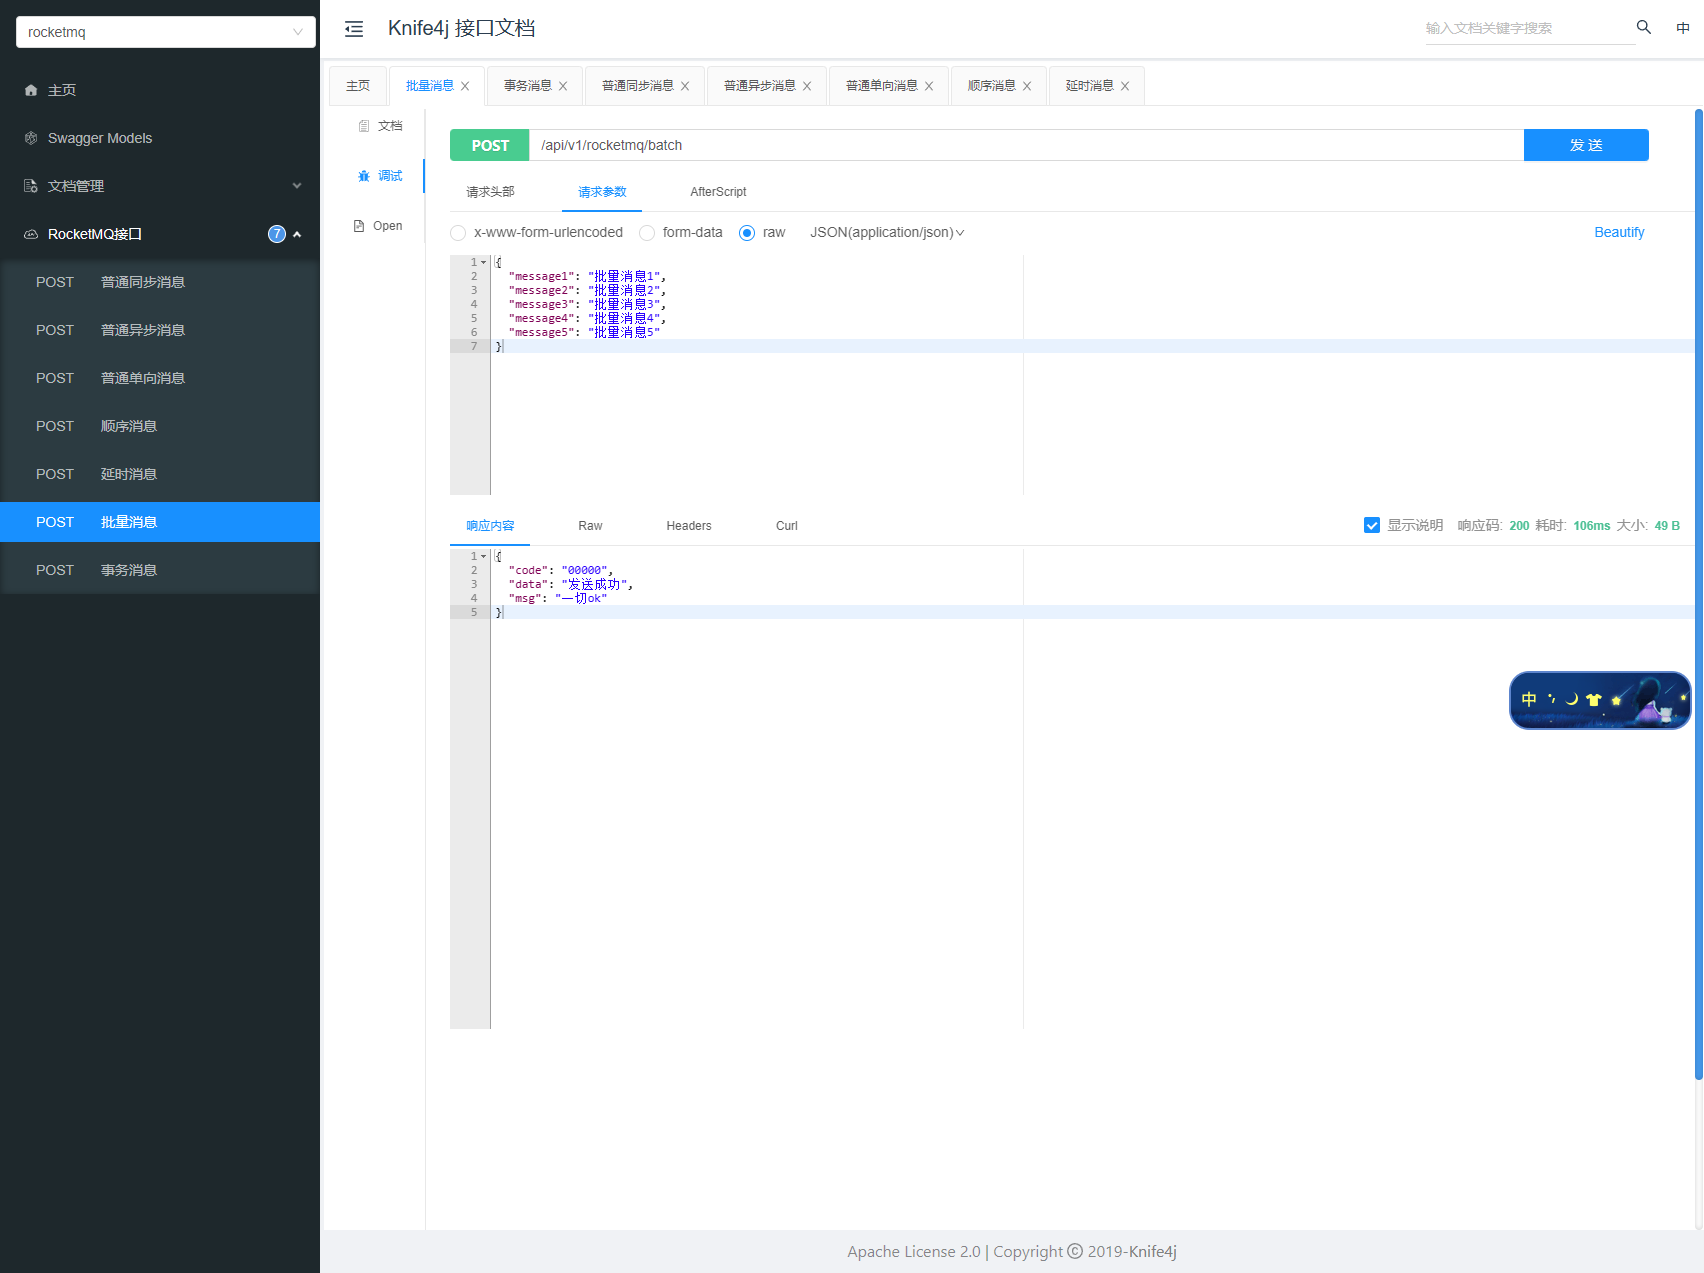 rocketmq
主页
Swagger Models
文档管理
RocketMQ接口 7
POST 普通同步消息
POST 普通异步消息
POST 普通单向消息
POST 顺序消息
POST 延时消息
POST 批量消息
POST 事务消息
Knife4j 接口文档
输入文档关键字搜索 中
主页 批量消息 事务消息 普通同步消息 普通异步消息 普通单向消息 顺序消息 延时消息
文档
调试
Open
POST /api/v1/rocketmq/batch 发 送
请求头部 请求参数 AfterScript
x-www-form-urlencoded form-data raw JSON(application/json) Beautify
1 {
2 "message1": "批量消息1",
3 "message2": "批量消息2",
4 "message3": "批量消息3",
5 "message4": "批量消息4",
6 "message5": "批量消息5"
7 }
响应内容 Raw Headers Curl 显示说明 响应码: 200 耗时: 106ms 大小: 49 B
1 {
2 "code": "00000",
3 "data": "发送成功",
4 "msg": "一切ok"
5 }
中
Apache License 2.0 | Copyright © 2019-Knife4j